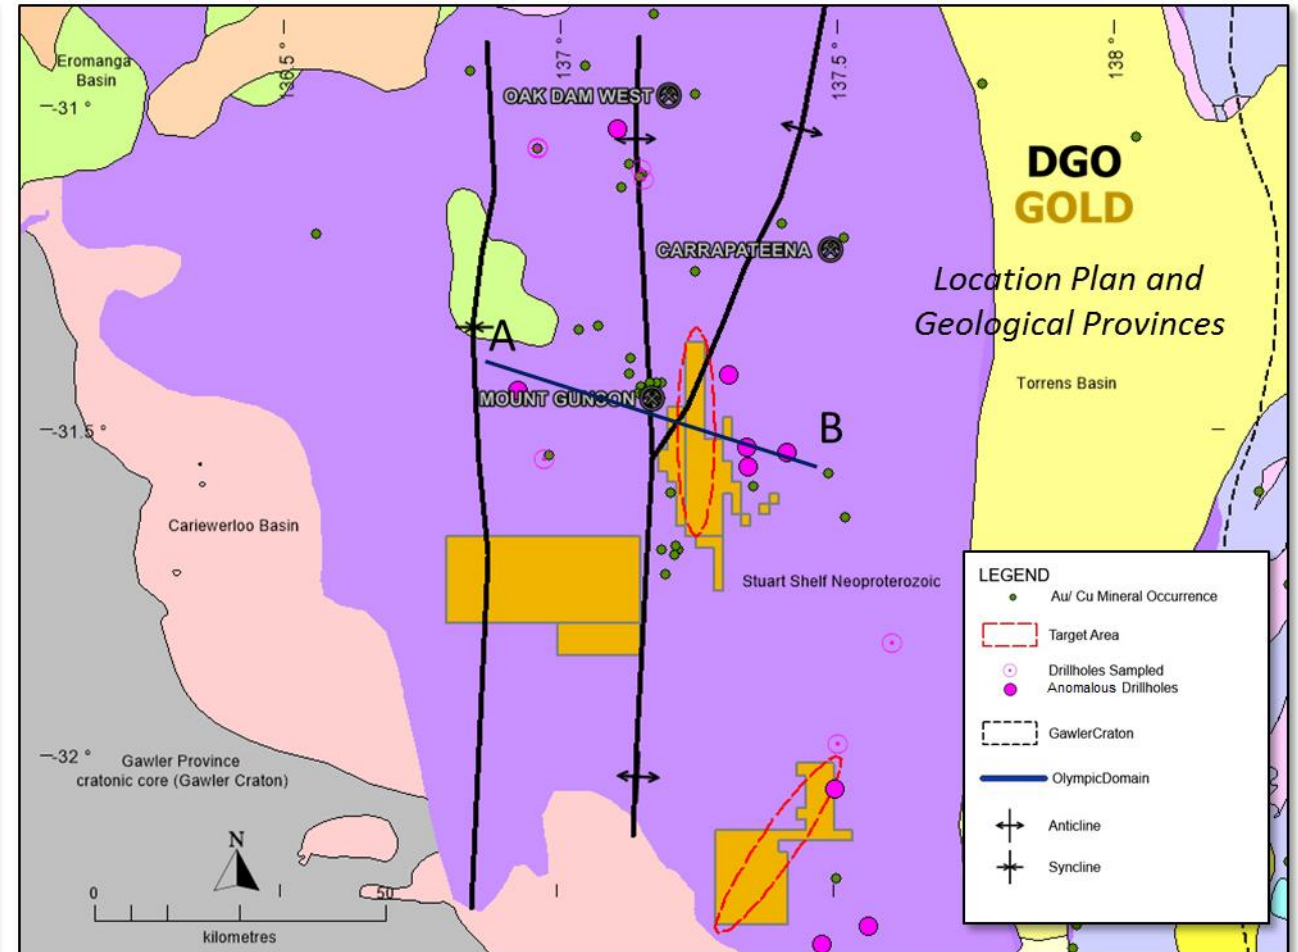 Eromanga
Basin
136.5°
137°
137.5°
138°
-31°
OAK DAM WEST
DGO
GOLD
CARRAPATEENA
Location Plan and
Geological Provinces
A
Torrens Basin
MOUNT GUNSON
B
-31.5°
Cariewerloo Basin
Stuart Shelf Neoproterozoic
-32°
Gawler Province
cratonic core (Gawler Craton)
N
0
50
kilometres
LEGEND
Au/ Cu Mineral Occurrence
Target Area
Drillholes Sampled
Anomalous Drillholes
GawlerCraton
OlympicDomain
Anticline
Syncline